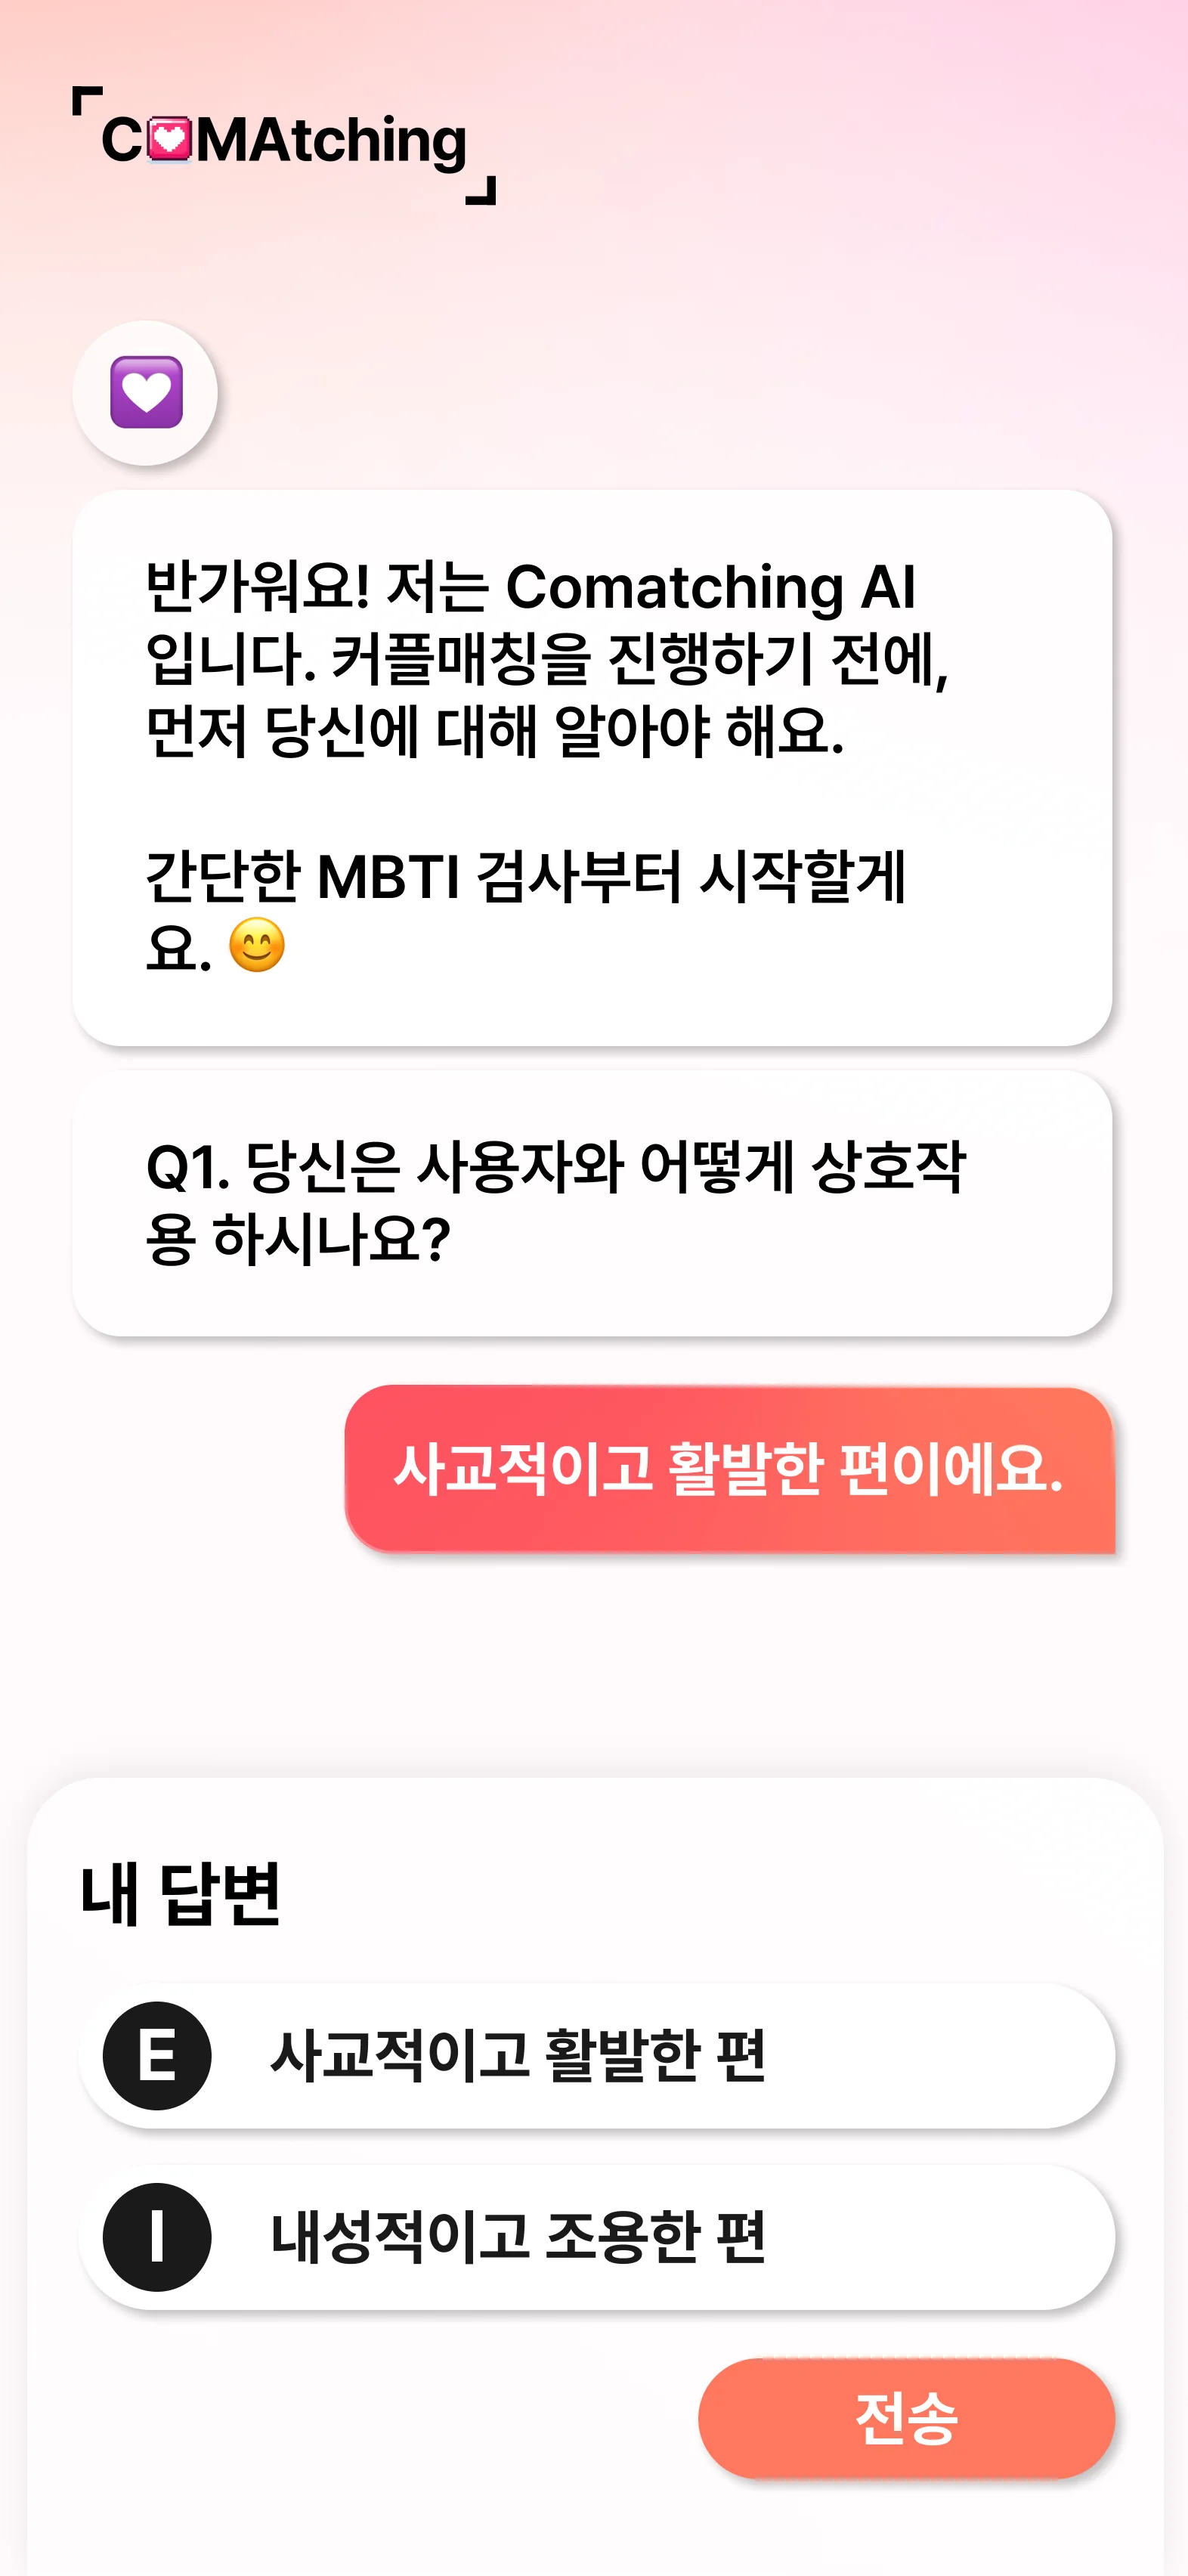 COMAtching
반가워요! 저는 Comatching AI
입니다. 커플매칭을 진행하기 전에,
먼저 당신에 대해 알아야 해요.
간단한 MBTI 검사부터 시작할게
요. 😊
Q1. 당신은 사용자와 어떻게 상호작
용 하시나요?
사교적이고 활발한 편이에요.
내 답변
E 사교적이고 활발한 편
I 내성적이고 조용한 편
전송